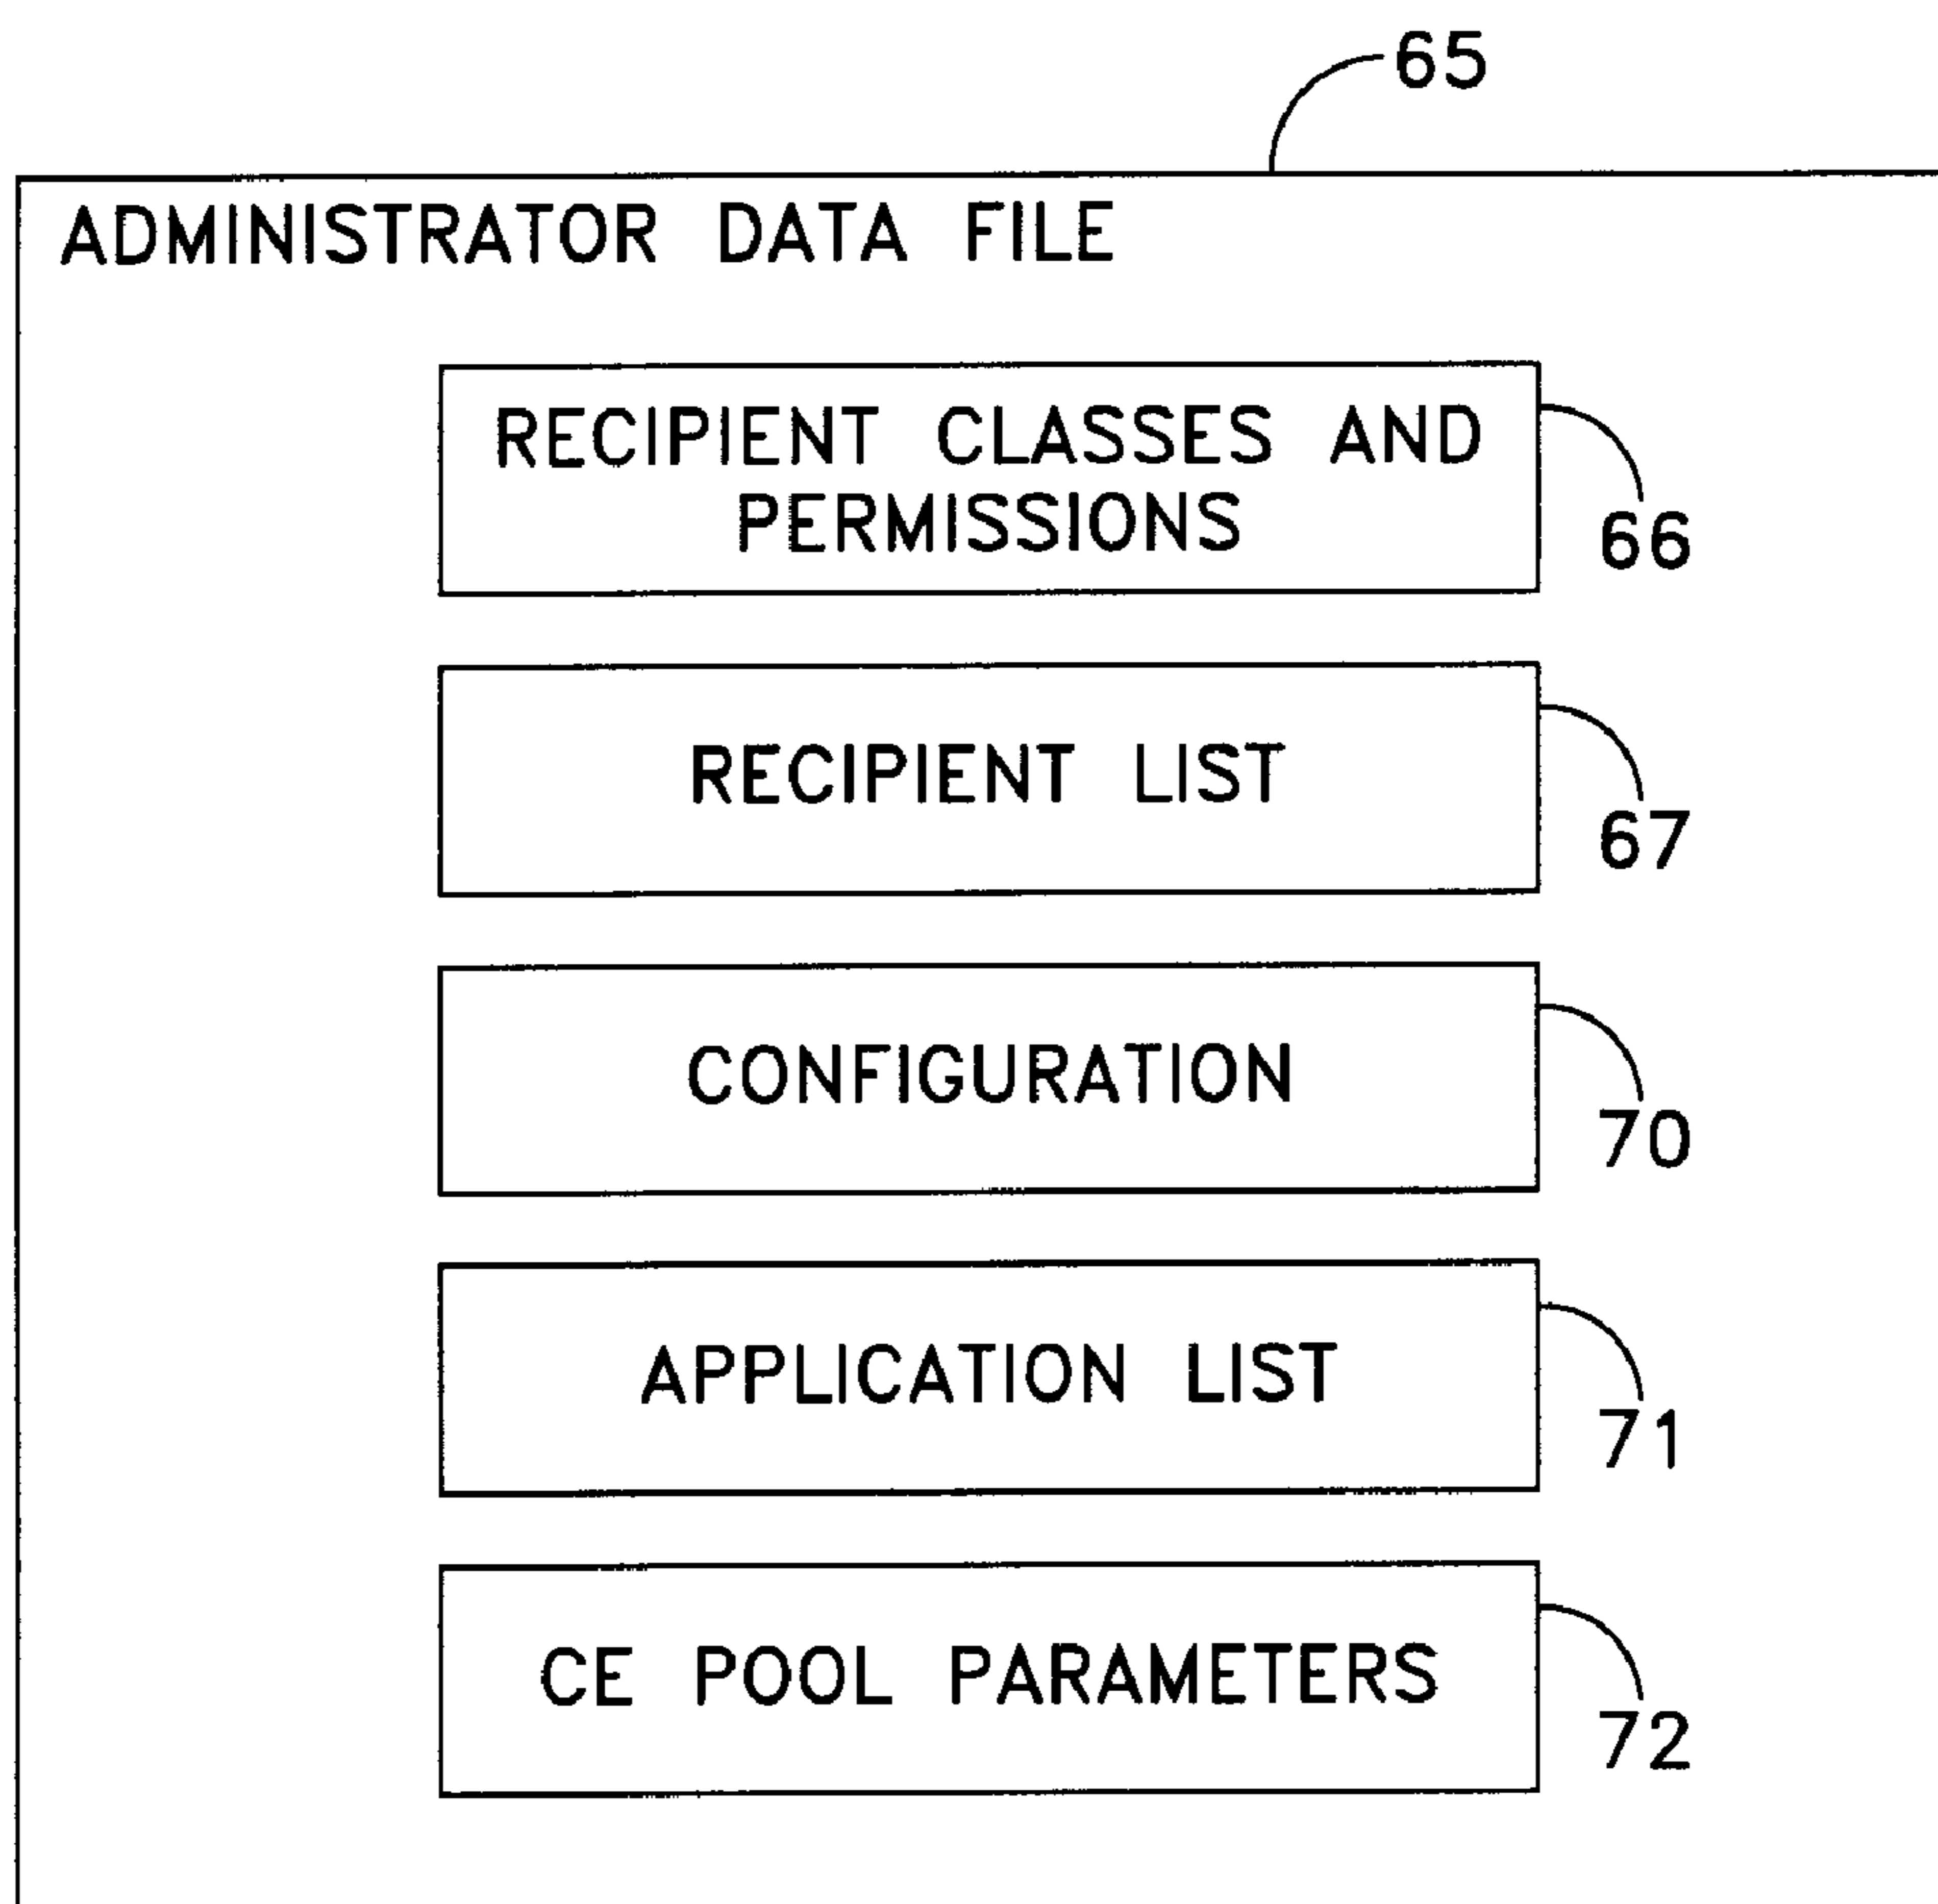 65
ADMINISTRATOR DATA FILE
RECIPIENT CLASSES AND
PERMISSIONS
66
RECIPIENT LIST
67
CONFIGURATION
70
APPLICATION LIST
71
CE POOL PARAMETERS
72